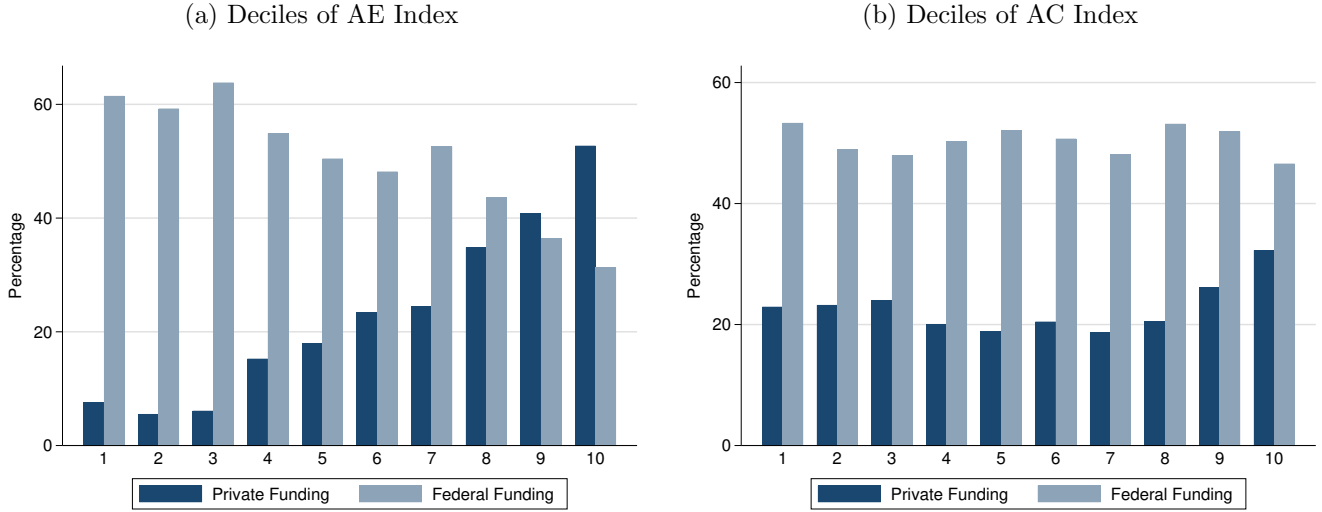 (a) Deciles of AE Index
60
40
20
0
Percentage
1 2 3 4 5 6 7 8 9 10
Private Funding Federal Funding
(b) Deciles of AC Index
60
40
20
0
Percentage
1 2 3 4 5 6 7 8 9 10
Private Funding Federal Funding